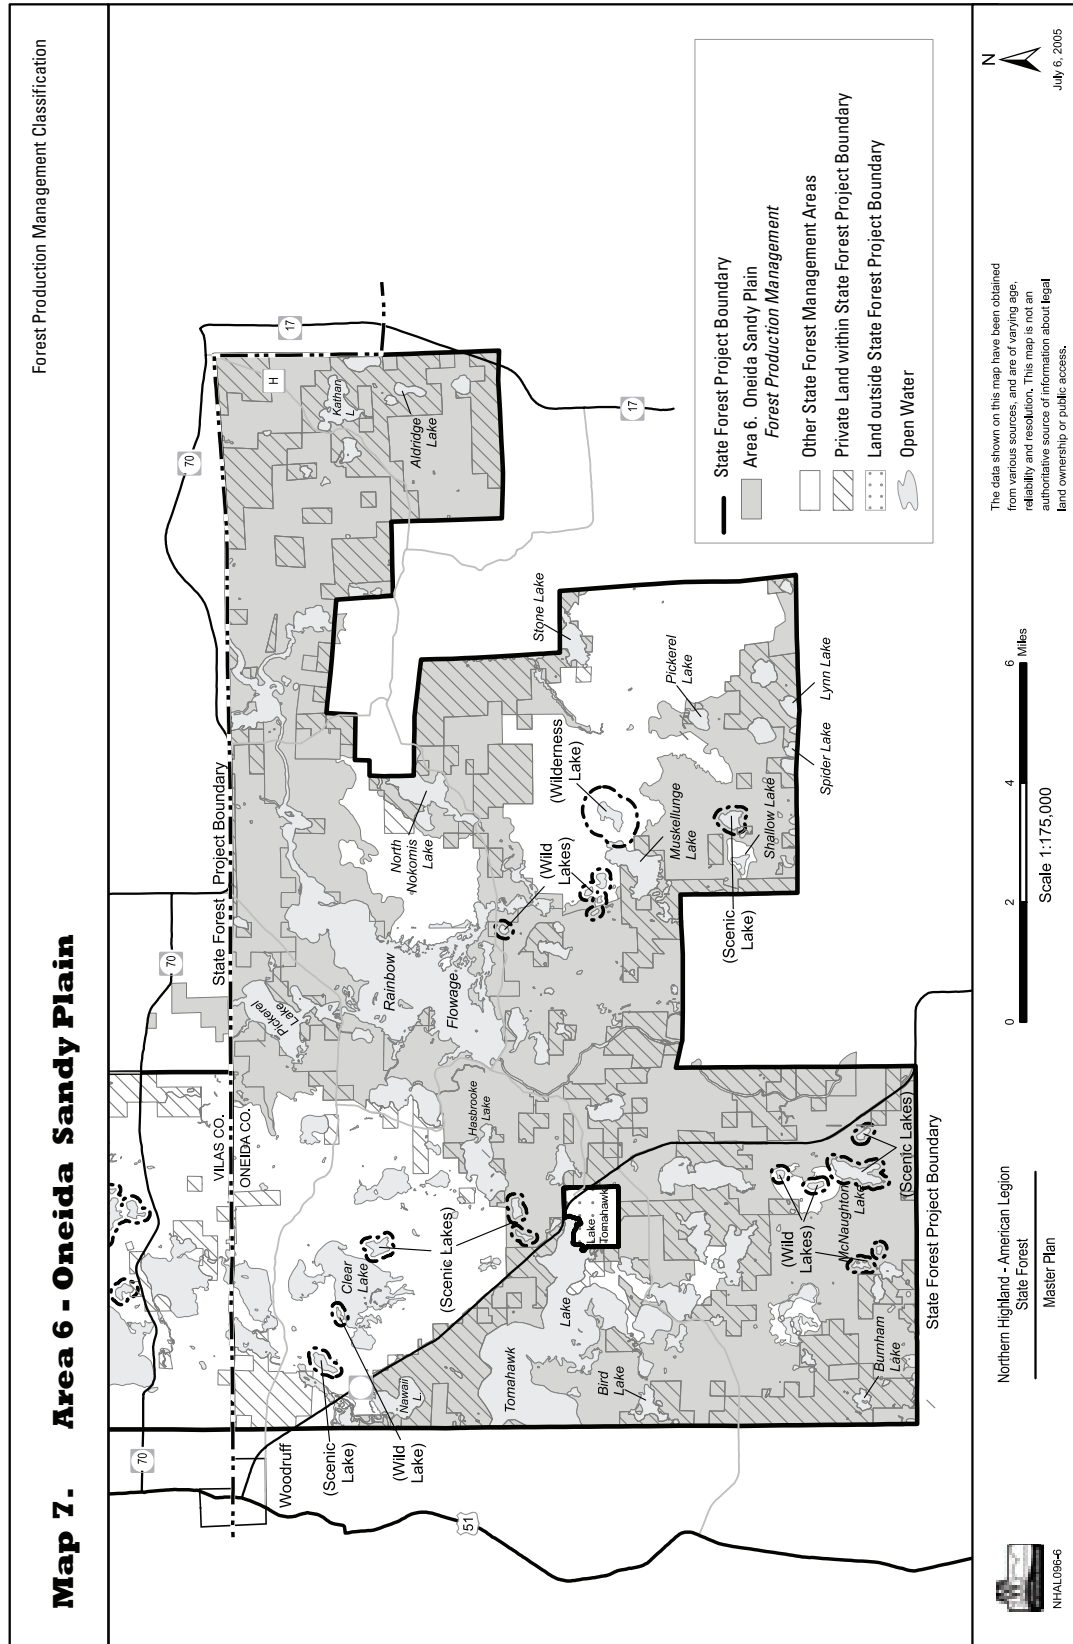 Forest Production Management Classification
Map 7.   Area 6 - Oneida Sandy Plain
70
70
70
17
17
H
51
State Forest Project Boundary
VILAS CO.
ONEIDA CO.
Woodruff
(Scenic
Lake)
(Wild
Lake)
Nawaii
L.
Clear
Lake
(Scenic Lakes)
Pickerel
Lake
Rainbow
Flowage
Hasbrooke
Lake
North
Nokomis
Lake
Kathan
L.
Aldridge
Lake
Stone Lake
(Wilderness
Lake)
(Wild
Lakes)
Pickerel
Lake
Muskellunge
Lake
Shallow Lake
(Scenic
Lake)
Spider Lake
Lynn Lake
Tomahawk
Lake
Lake
Tomahawk
Bird
Lake
(Wild
Lakes)
McNaughton
Lake
(Scenic Lakes)
Burnham
Lake
State Forest Project Boundary
State Forest Project Boundary
Area 6.  Oneida Sandy Plain
Forest Production Management
Other State Forest Management Areas
Private Land within State Forest Project Boundary
Land outside State Forest Project Boundary
Open Water
NHAL096-6
Northern Highland - American Legion
State Forest
Master Plan
0
2
4
6
Miles
Scale 1:175,000
The data shown on this map have been obtained
from various sources, and are of varying age,
reliability and resolution. This map is not an
authoritative source of information about legal
land ownership or public access.
N
July 6, 2005